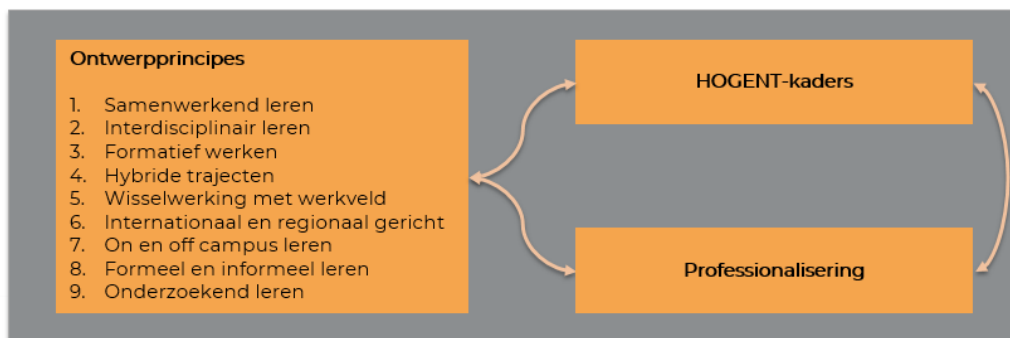 Ontwerpprincipes
1. Samenwerkend leren
2. Interdisciplinair leren
3. Formatief werken
4. Hybride trajecten
5. Wisselwerking met werkveld
6. Internationaal en regionaal gericht
7. On en off campus leren
8. Formeel en informeel leren
9. Onderzoekend leren
HOGENT-kaders
Professionalisering